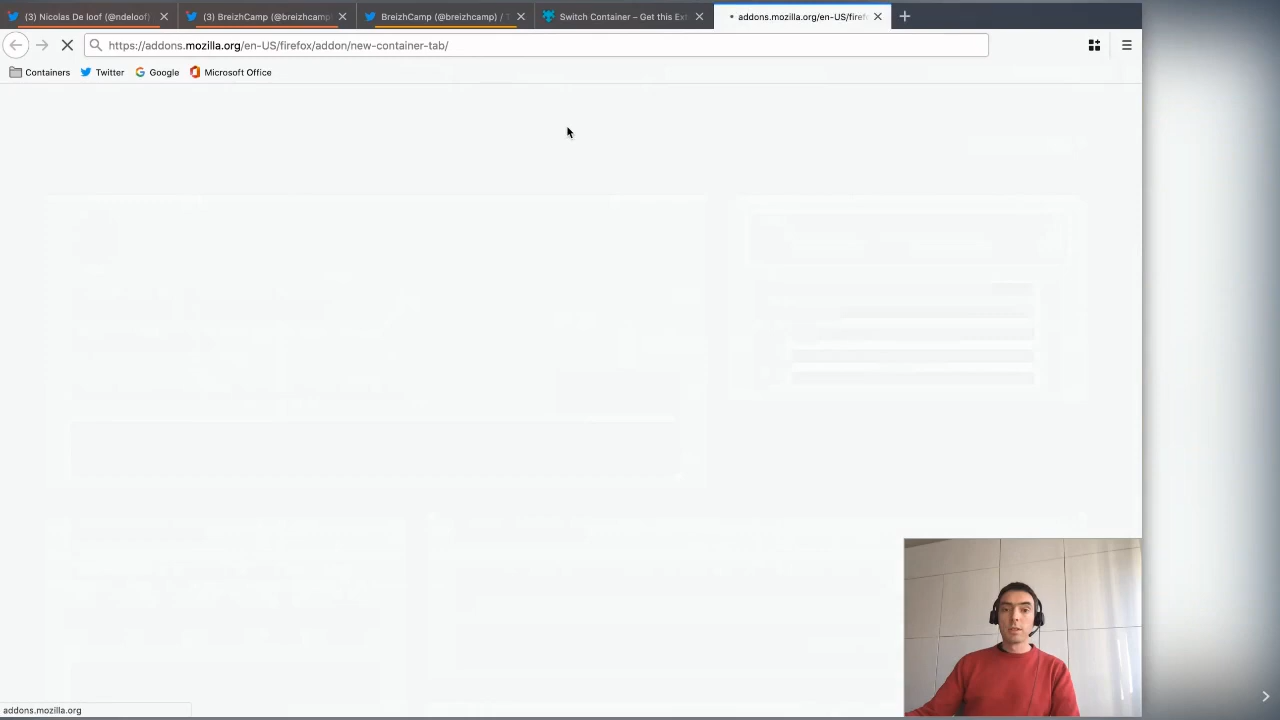 (3) Nicolas De loof (@ndeloof)
(3) BreizhCamp (@breizhcamp
BreizhCamp (@breizhcamp) / T
Switch Container – Get this Ext
addons.mozilla.org/en-US/firef
https://addons.mozilla.org/en-US/firefox/addon/new-container-tab/
Containers
Twitter
Google
Microsoft Office
addons.mozilla.org